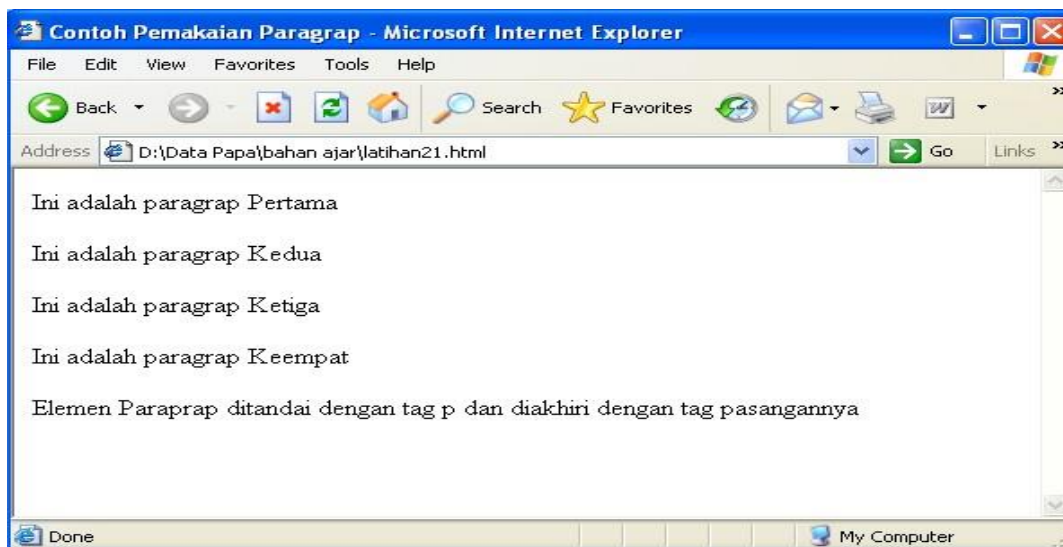 Contoh Pemakaian Paragrap - Microsoft Internet Explorer
File Edit View Favorites Tools Help
Back Search Favorites
Address D:\Data Papa\bahan ajar\latihan21.html Go Links »
Ini adalah paragrap Pertama
Ini adalah paragrap Kedua
Ini adalah paragrap Ketiga
Ini adalah paragrap Keempat
Elemen Paraprap ditandai dengan tag p dan diakhiri dengan tag pasangannya
Done My Computer